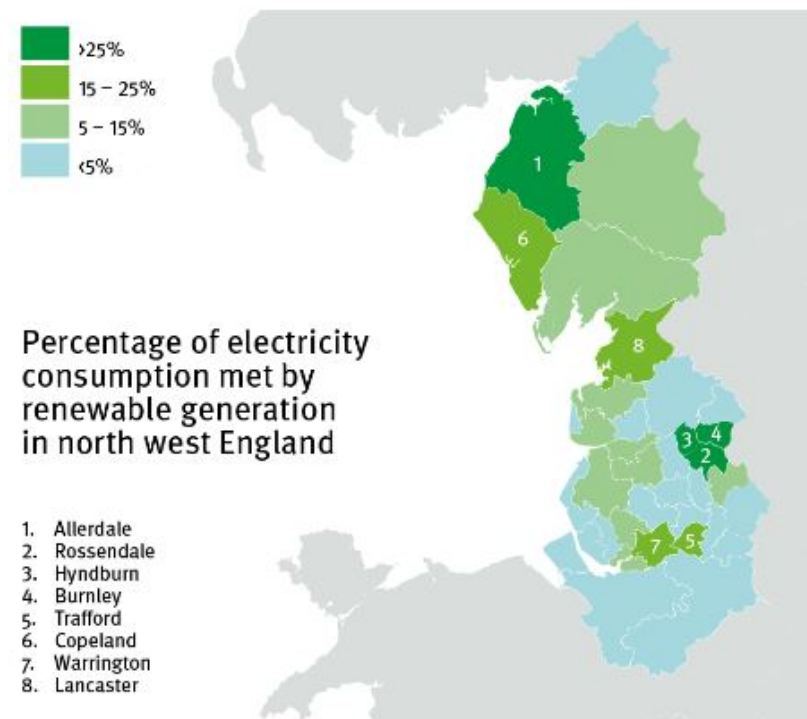 >25%
15 – 25%
5 – 15%
<5%
1
6
8
3
4
2
7
5
Percentage of electricity
consumption met by
renewable generation
in north west England
1. Allerdale
2. Rossendale
3. Hyndburn
4. Burnley
5. Trafford
6. Copeland
7. Warrington
8. Lancaster